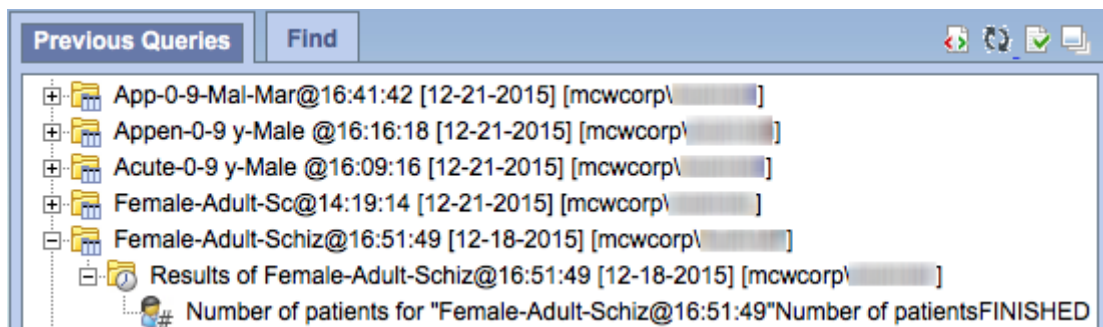 Previous Queries Find
App-0-9-Mal-Mar@16:41:42 [12-21-2015] [mcwcorp\ ]
Appen-0-9 y-Male @16:16:18 [12-21-2015] [mcwcorp\ ]
Acute-0-9 y-Male @16:09:16 [12-21-2015] [mcwcorp\ ]
Female-Adult-Sc@14:19:14 [12-21-2015] [mcwcorp\ ]
Female-Adult-Schiz@16:51:49 [12-18-2015] [mcwcorp\ ]
Results of Female-Adult-Schiz@16:51:49 [12-18-2015] [mcwcorp\ ]
Number of patients for "Female-Adult-Schiz@16:51:49"Number of patientsFINISHED